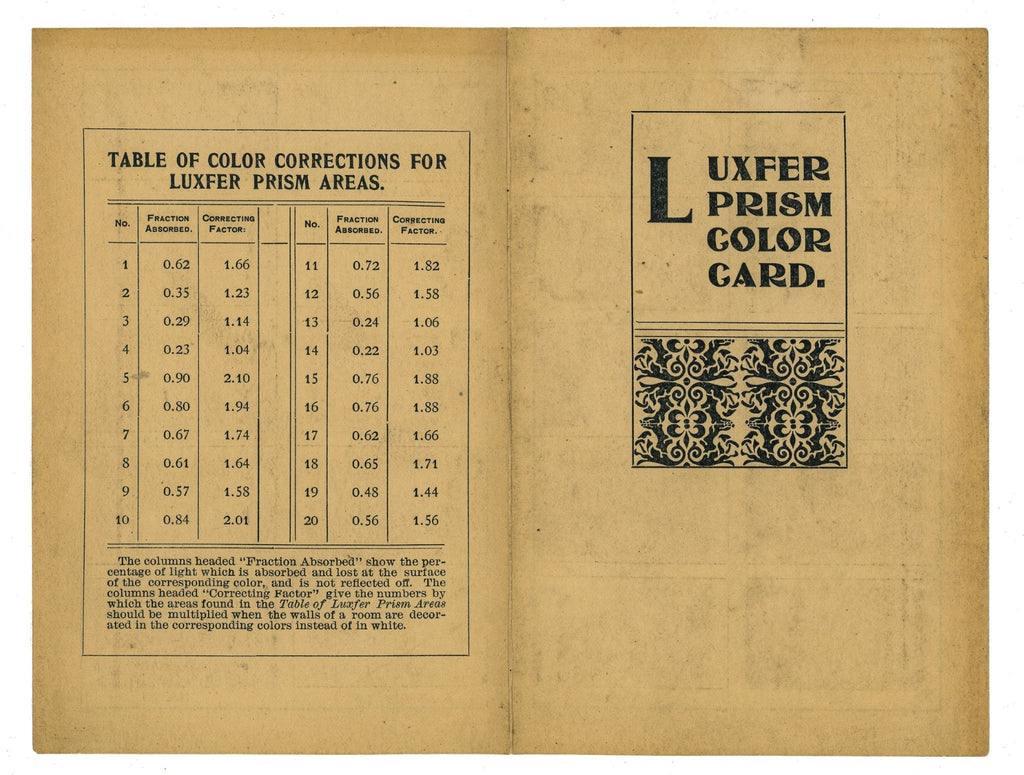 TABLE OF COLOR CORRECTIONS FOR
LUXFER PRISM AREAS.
No. FRACTION ABSORBED. CORRECTING FACTOR: No. FRACTION ABSORBED. CORRECTING FACTOR.
1 0.62 1.66 11 0.72 1.82
2 0.35 1.23 12 0.56 1.58
3 0.29 1.14 13 0.24 1.06
4 0.23 1.04 14 0.22 1.03
5 0.90 2.10 15 0.76 1.88
6 0.80 1.94 16 0.76 1.88
7 0.67 1.74 17 0.62 1.66
8 0.61 1.64 18 0.65 1.71
9 0.57 1.58 19 0.48 1.44
10 0.84 2.01 20 0.56 1.56
The columns headed "Fraction Absorbed" show the per-
centage of light which is absorbed and lost at the surface
of the corresponding color, and is not reflected off. The
columns headed "Correcting Factor" give the numbers by
which the areas found in the Table of Luxfer Prism Areas
should be multiplied when the walls of a room are decor-
ated in the corresponding colors instead of in white.
LUXFER
PRISM
COLOR
CARD.